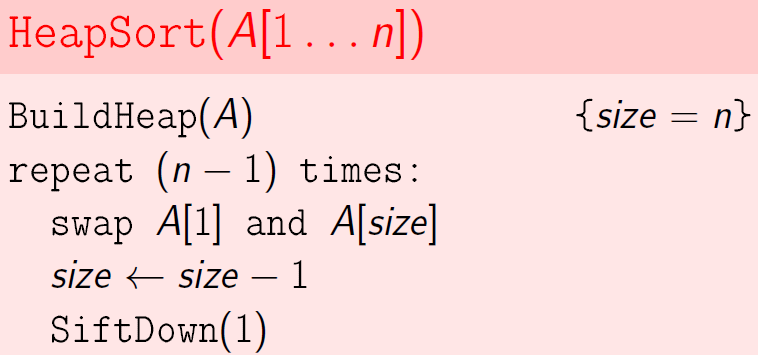 HeapSort(A[1 . . . n])
BuildHeap(A) {size = n}
repeat (n − 1) times:
swap A[1] and A[size]
size ← size − 1
SiftDown(1)